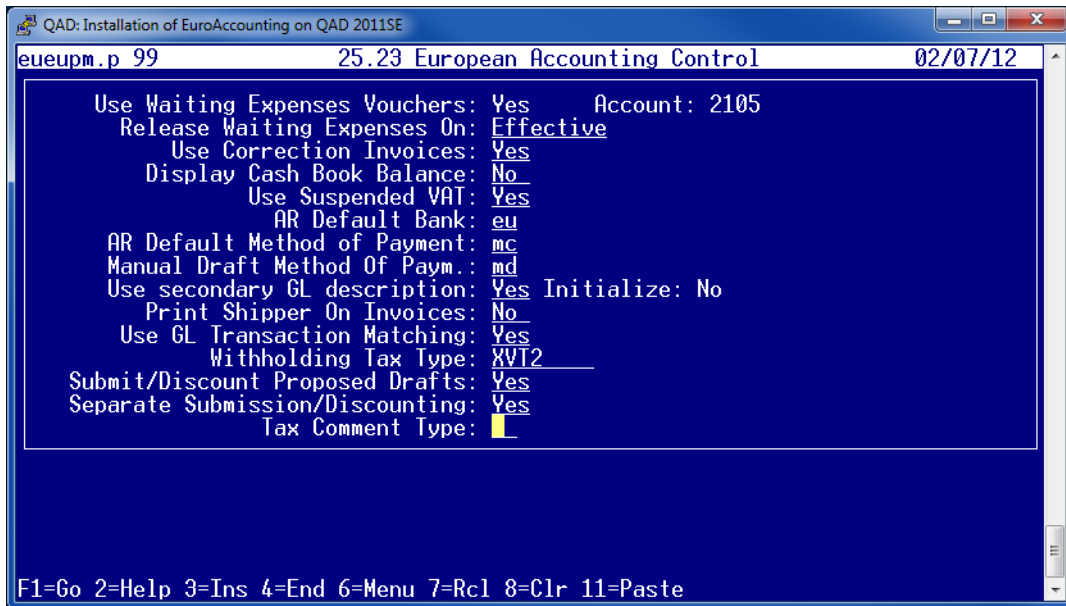 QAD: Installation of EuroAccounting on QAD 2011SE
eueupm.p 99 25.23 European Accounting Control 02/07/12
Use Waiting Expenses Vouchers: Yes Account: 2105
Release Waiting Expenses On: Effective
Use Correction Invoices: Yes
Display Cash Book Balance: No
Use Suspended VAT: Yes
AR Default Bank: eu
AR Default Method of Payment: mc
Manual Draft Method Of Paym.: md
Use secondary GL description: Yes Initialize: No
Print Shipper On Invoices: No
Use GL Transaction Matching: Yes
Withholding Tax Type: XVT2
Submit/Discount Proposed Drafts: Yes
Separate Submission/Discounting: Yes
Tax Comment Type:
F1=Go 2=Help 3=Ins 4=End 6=Menu 7=Rcl 8=Clr 11=Paste